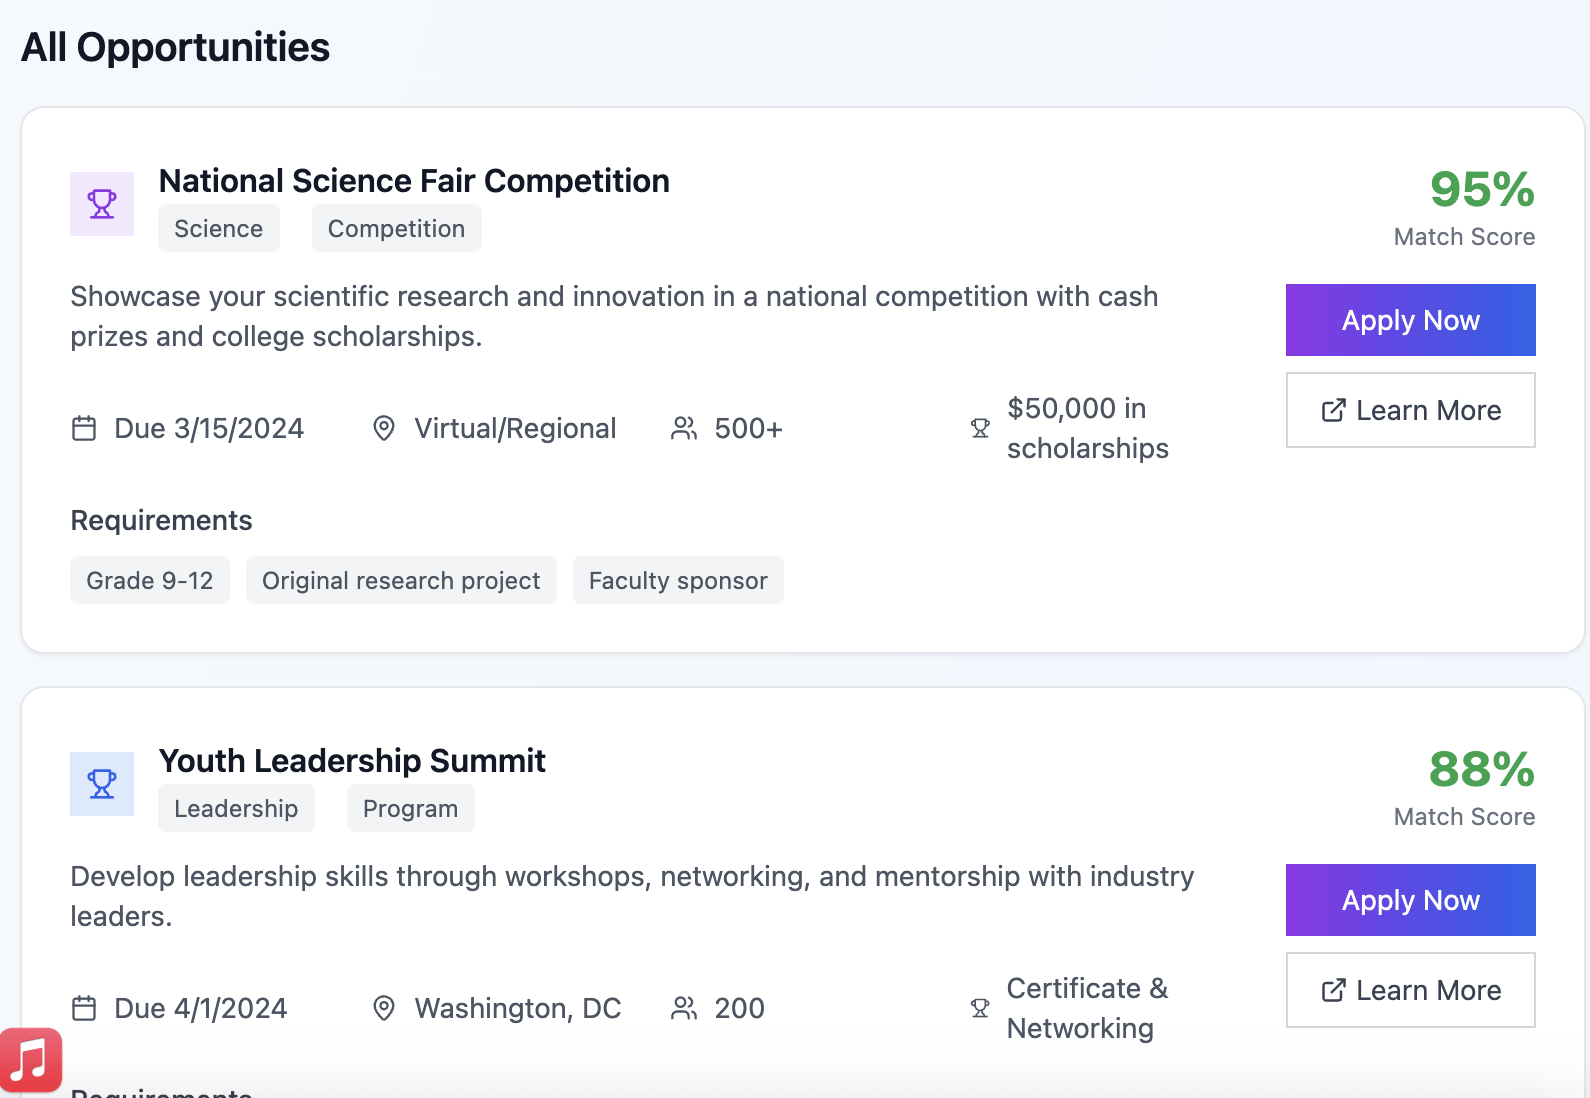 All Opportunities
National Science Fair Competition
Science
Competition
95%
Match Score
Showcase your scientific research and innovation in a national competition with cash
prizes and college scholarships.
Apply Now
Learn More
Due 3/15/2024
Virtual/Regional
500+
$50,000 in
scholarships
Requirements
Grade 9-12
Original research project
Faculty sponsor
Youth Leadership Summit
Leadership
Program
88%
Match Score
Develop leadership skills through workshops, networking, and mentorship with industry
leaders.
Apply Now
Learn More
Due 4/1/2024
Washington, DC
200
Certificate &
Networking
Requirements